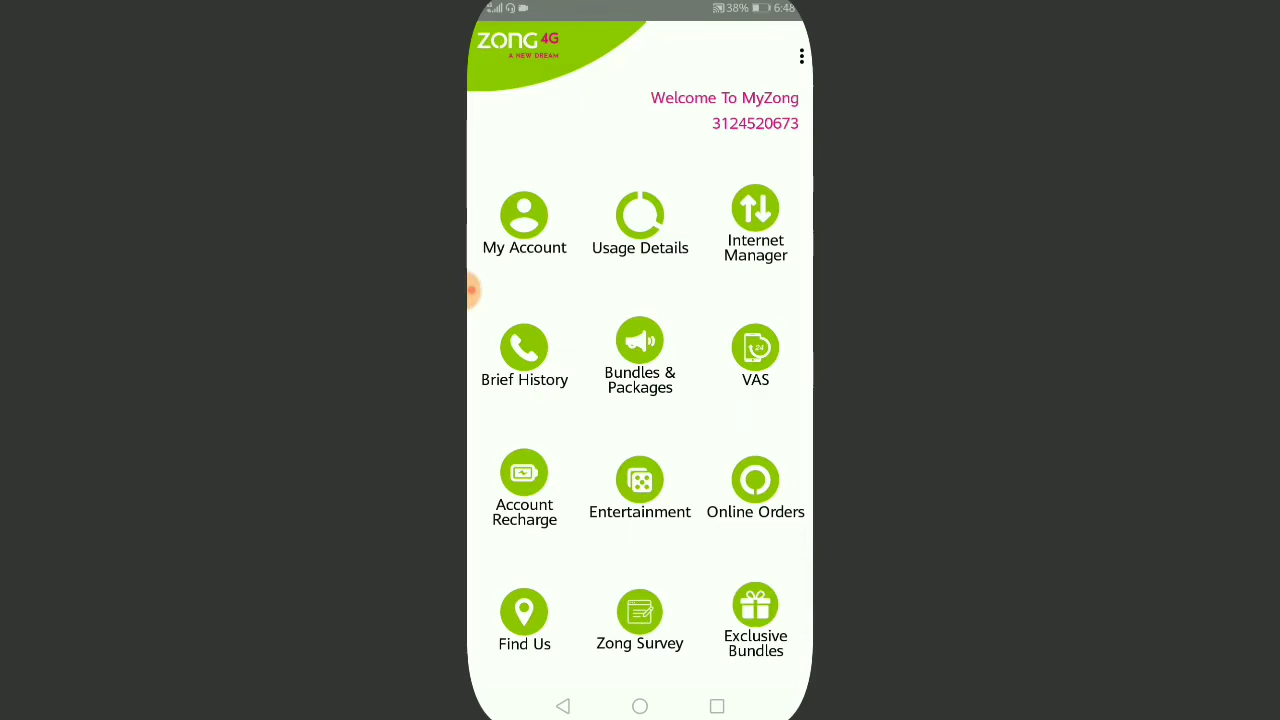 38% 6:48
ZONG 4G
A NEW DREAM
Welcome To MyZong
3124520673
My Account
Usage Details
Internet
Manager
Brief History
Bundles &
Packages
24
VAS
Account
Recharge
Entertainment
Online Orders
Find Us
Zong Survey
Exclusive
Bundles